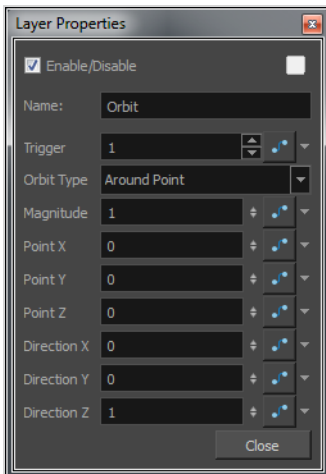 Layer Properties
Enable/Disable
Name: Orbit
Trigger 1
Orbit Type Around Point
Magnitude 1
Point X 0
Point Y 0
Point Z 0
Direction X 0
Direction Y 0
Direction Z 1
Close